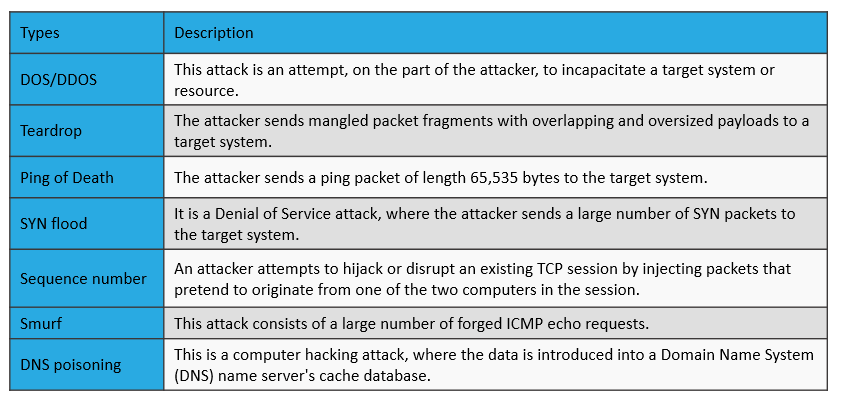 Types
Description
DOS/DDOS
This attack is an attempt, on the part of the attacker, to incapacitate a target system or
resource.
Teardrop
The attacker sends mangled packet fragments with overlapping and oversized payloads to a
target system.
Ping of Death
The attacker sends a ping packet of length 65,535 bytes to the target system.
SYN flood
It is a Denial of Service attack, where the attacker sends a large number of SYN packets to
the target system.
Sequence number
An attacker attempts to hijack or disrupt an existing TCP session by injecting packets that
pretend to originate from one of the two computers in the session.
Smurf
This attack consists of a large number of forged ICMP echo requests.
DNS poisoning
This is a computer hacking attack, where the data is introduced into a Domain Name System
(DNS) name server's cache database.